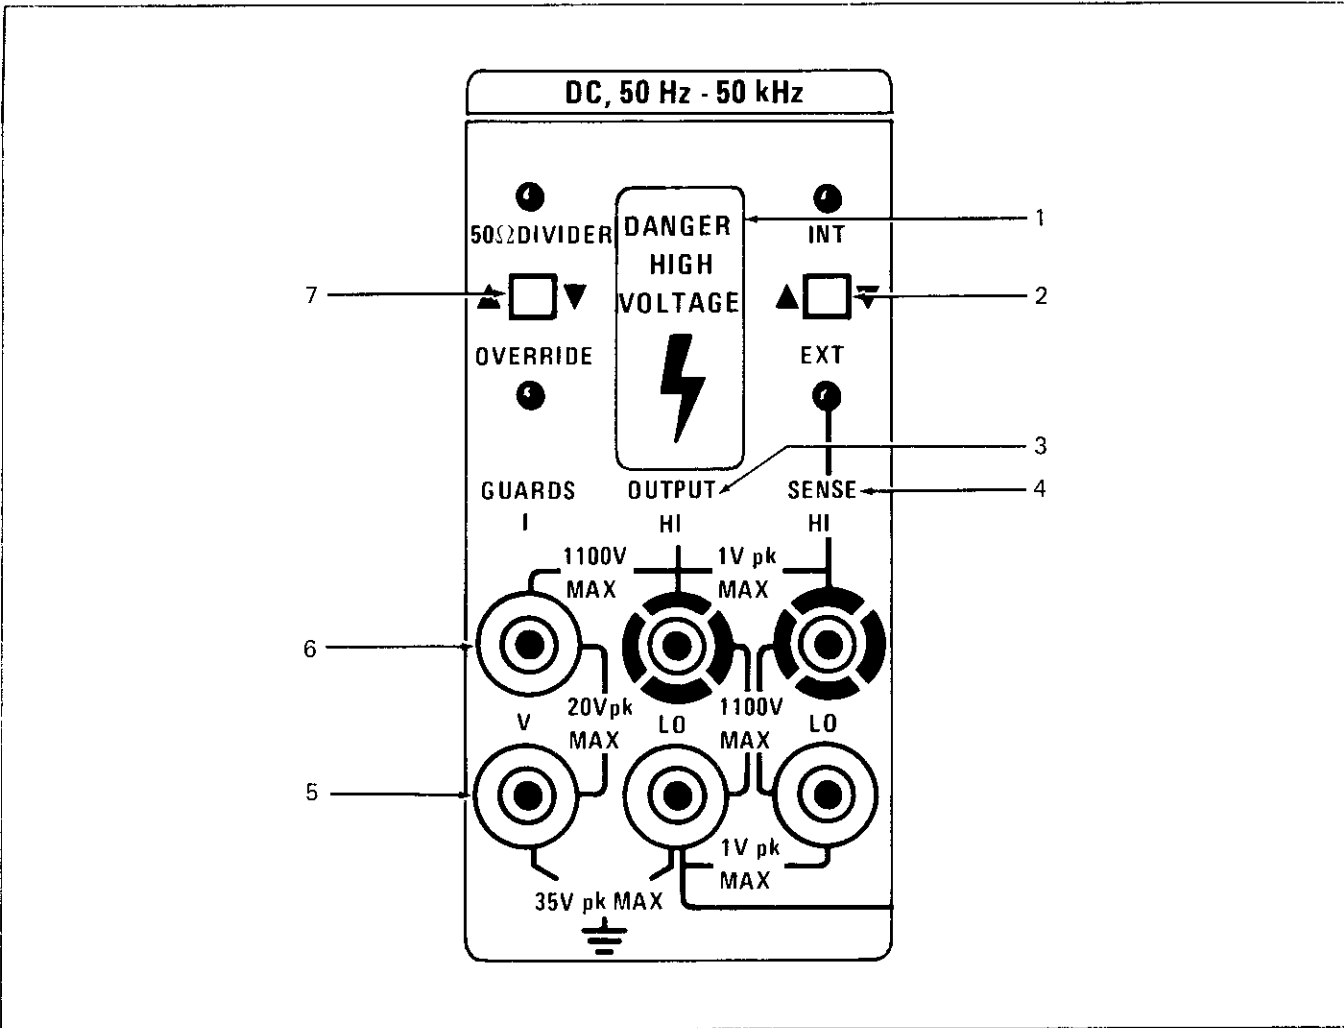 DC, 50 Hz - 50 kHz
50ΩDIVIDER
DANGER
HIGH
VOLTAGE
INT
1
7
▲ ▼
▲ ▼
2
OVERRIDE
EXT
3
GUARDS
OUTPUT
SENSE
4
I
HI
HI
1100V
MAX
1V pk
MAX
6
V
20Vpk
MAX
LO
1100V
MAX
LO
5
1V pk
MAX
35V pk MAX